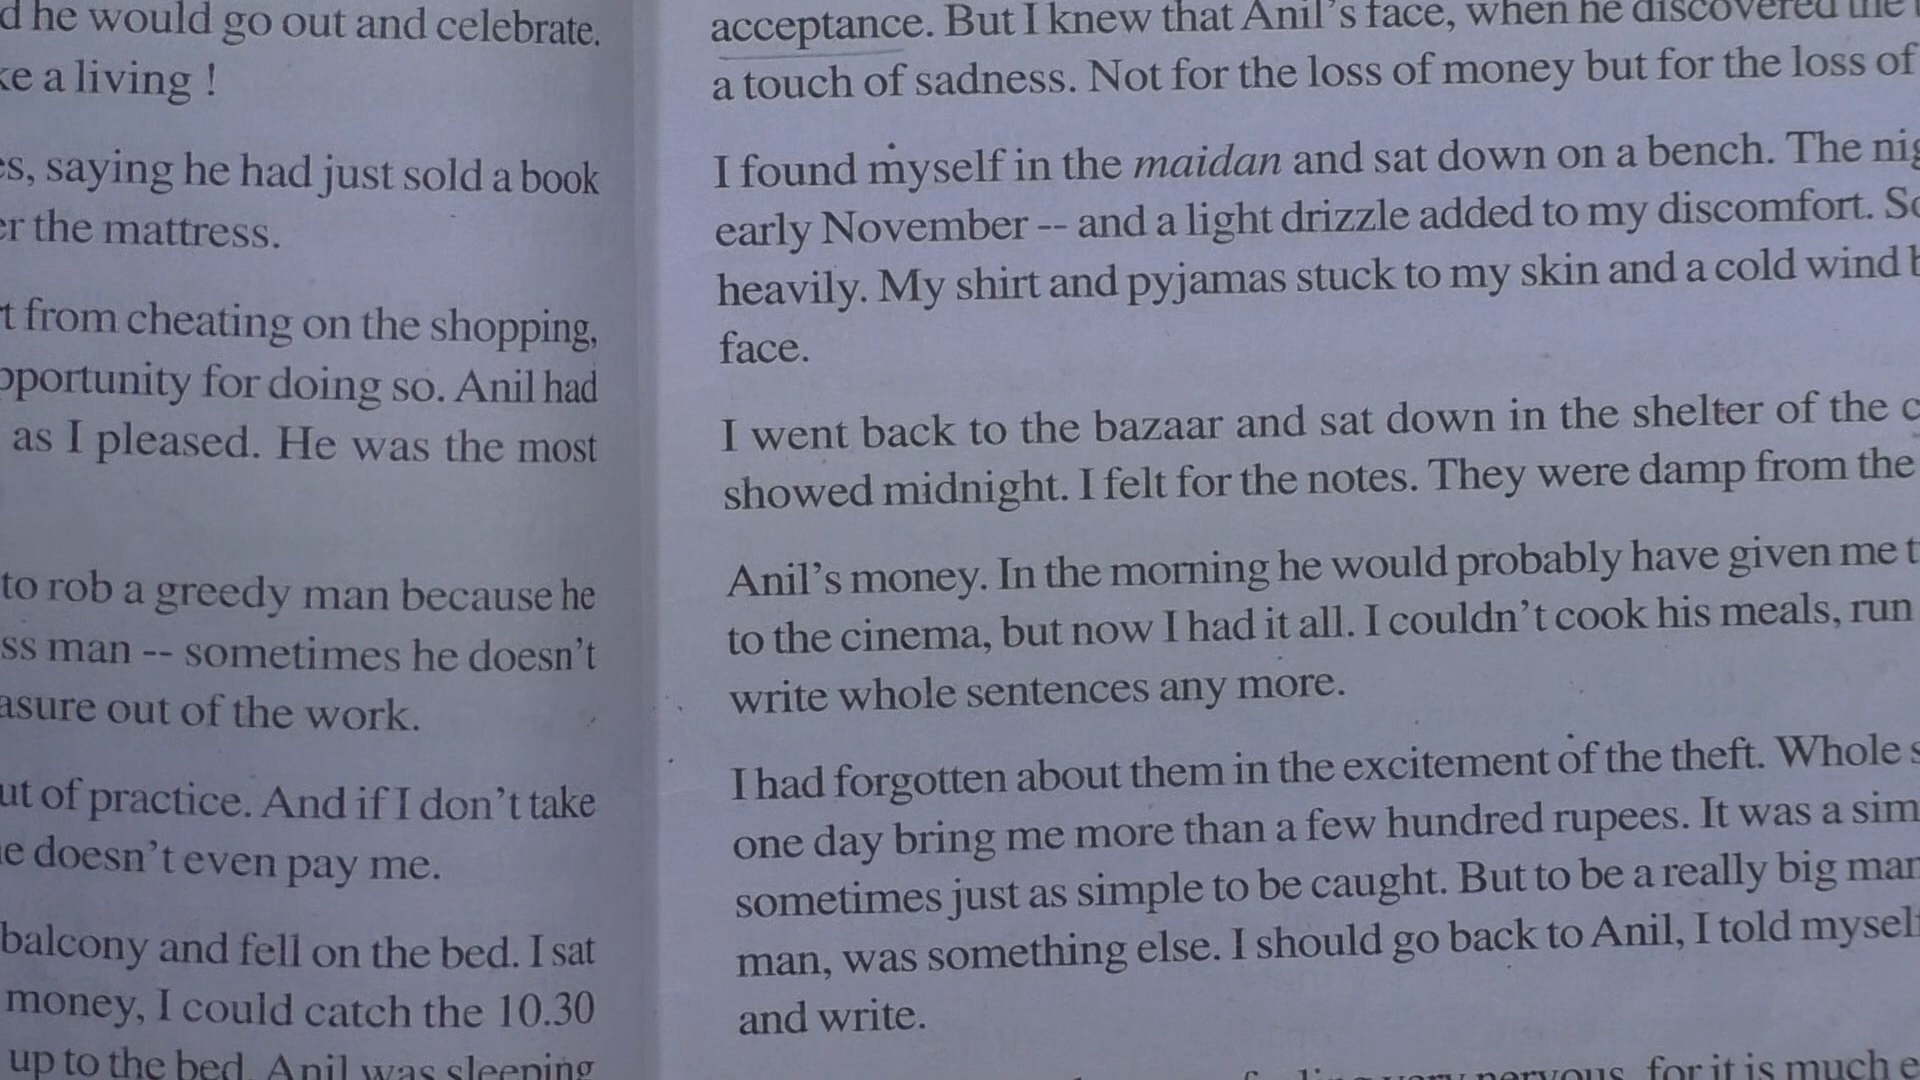 d he would go out and celebrate.
ke a living !
es, saying he had just sold a book
er the mattress.
t from cheating on the shopping,
opportunity for doing so. Anil had
as I pleased. He was the most
to rob a greedy man because he
ss man -- sometimes he doesn't
asure out of the work.
ut of practice. And if I don't take
e doesn't even pay me.
balcony and fell on the bed. I sat
money, I could catch the 10.30
up to the bed. Anil was sleeping
acceptance. But I knew that Anil's face, when he discovered the
a touch of sadness. Not for the loss of money but for the loss of
I found myself in the maidan and sat down on a bench. The nig
early November -- and a light drizzle added to my discomfort. So
heavily. My shirt and pyjamas stuck to my skin and a cold wind b
face.
I went back to the bazaar and sat down in the shelter of the c
showed midnight. I felt for the notes. They were damp from the
Anil's money. In the morning he would probably have given me t
to the cinema, but now I had it all. I couldn't cook his meals, run
write whole sentences any more.
I had forgotten about them in the excitement of the theft. Whole s
one day bring me more than a few hundred rupees. It was a sim
sometimes just as simple to be caught. But to be a really big man
man, was something else. I should go back to Anil, I told myself
and write.
very nervous, for it is much e